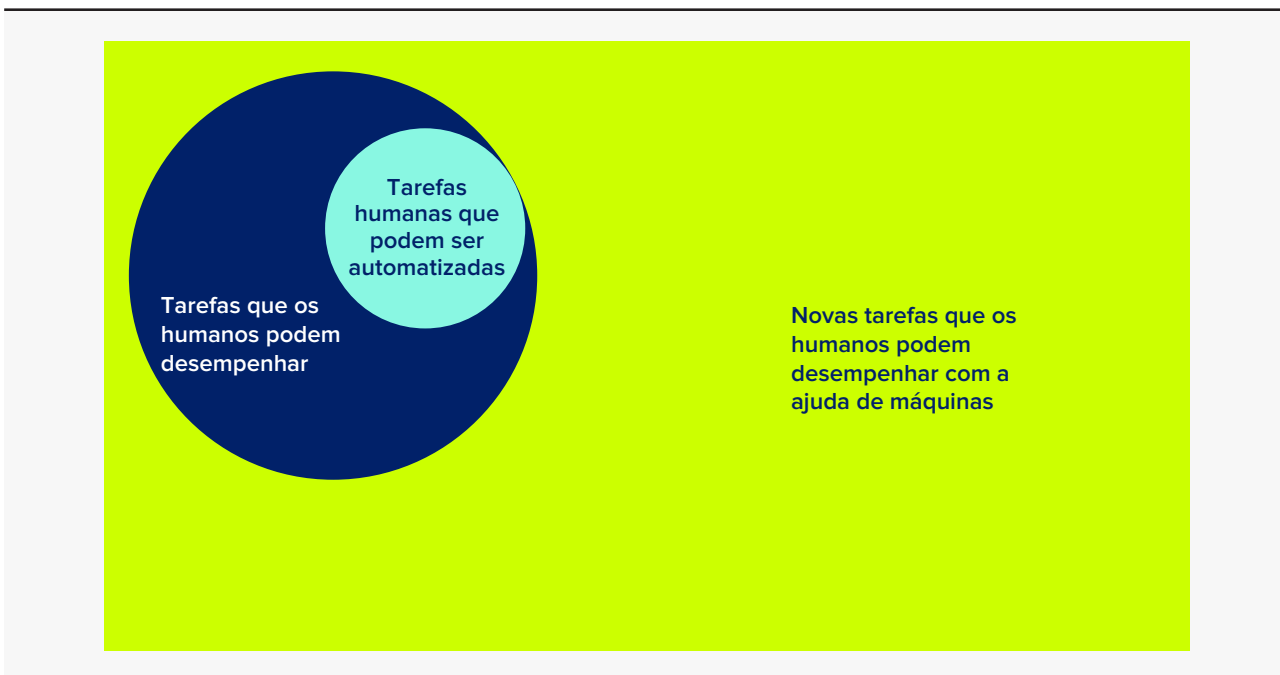 Tarefas
humanas que
podem ser
automatizadas
Tarefas que os
humanos podem
desempenhar
Novas tarefas que os
humanos podem
desempenhar com a
ajuda de máquinas